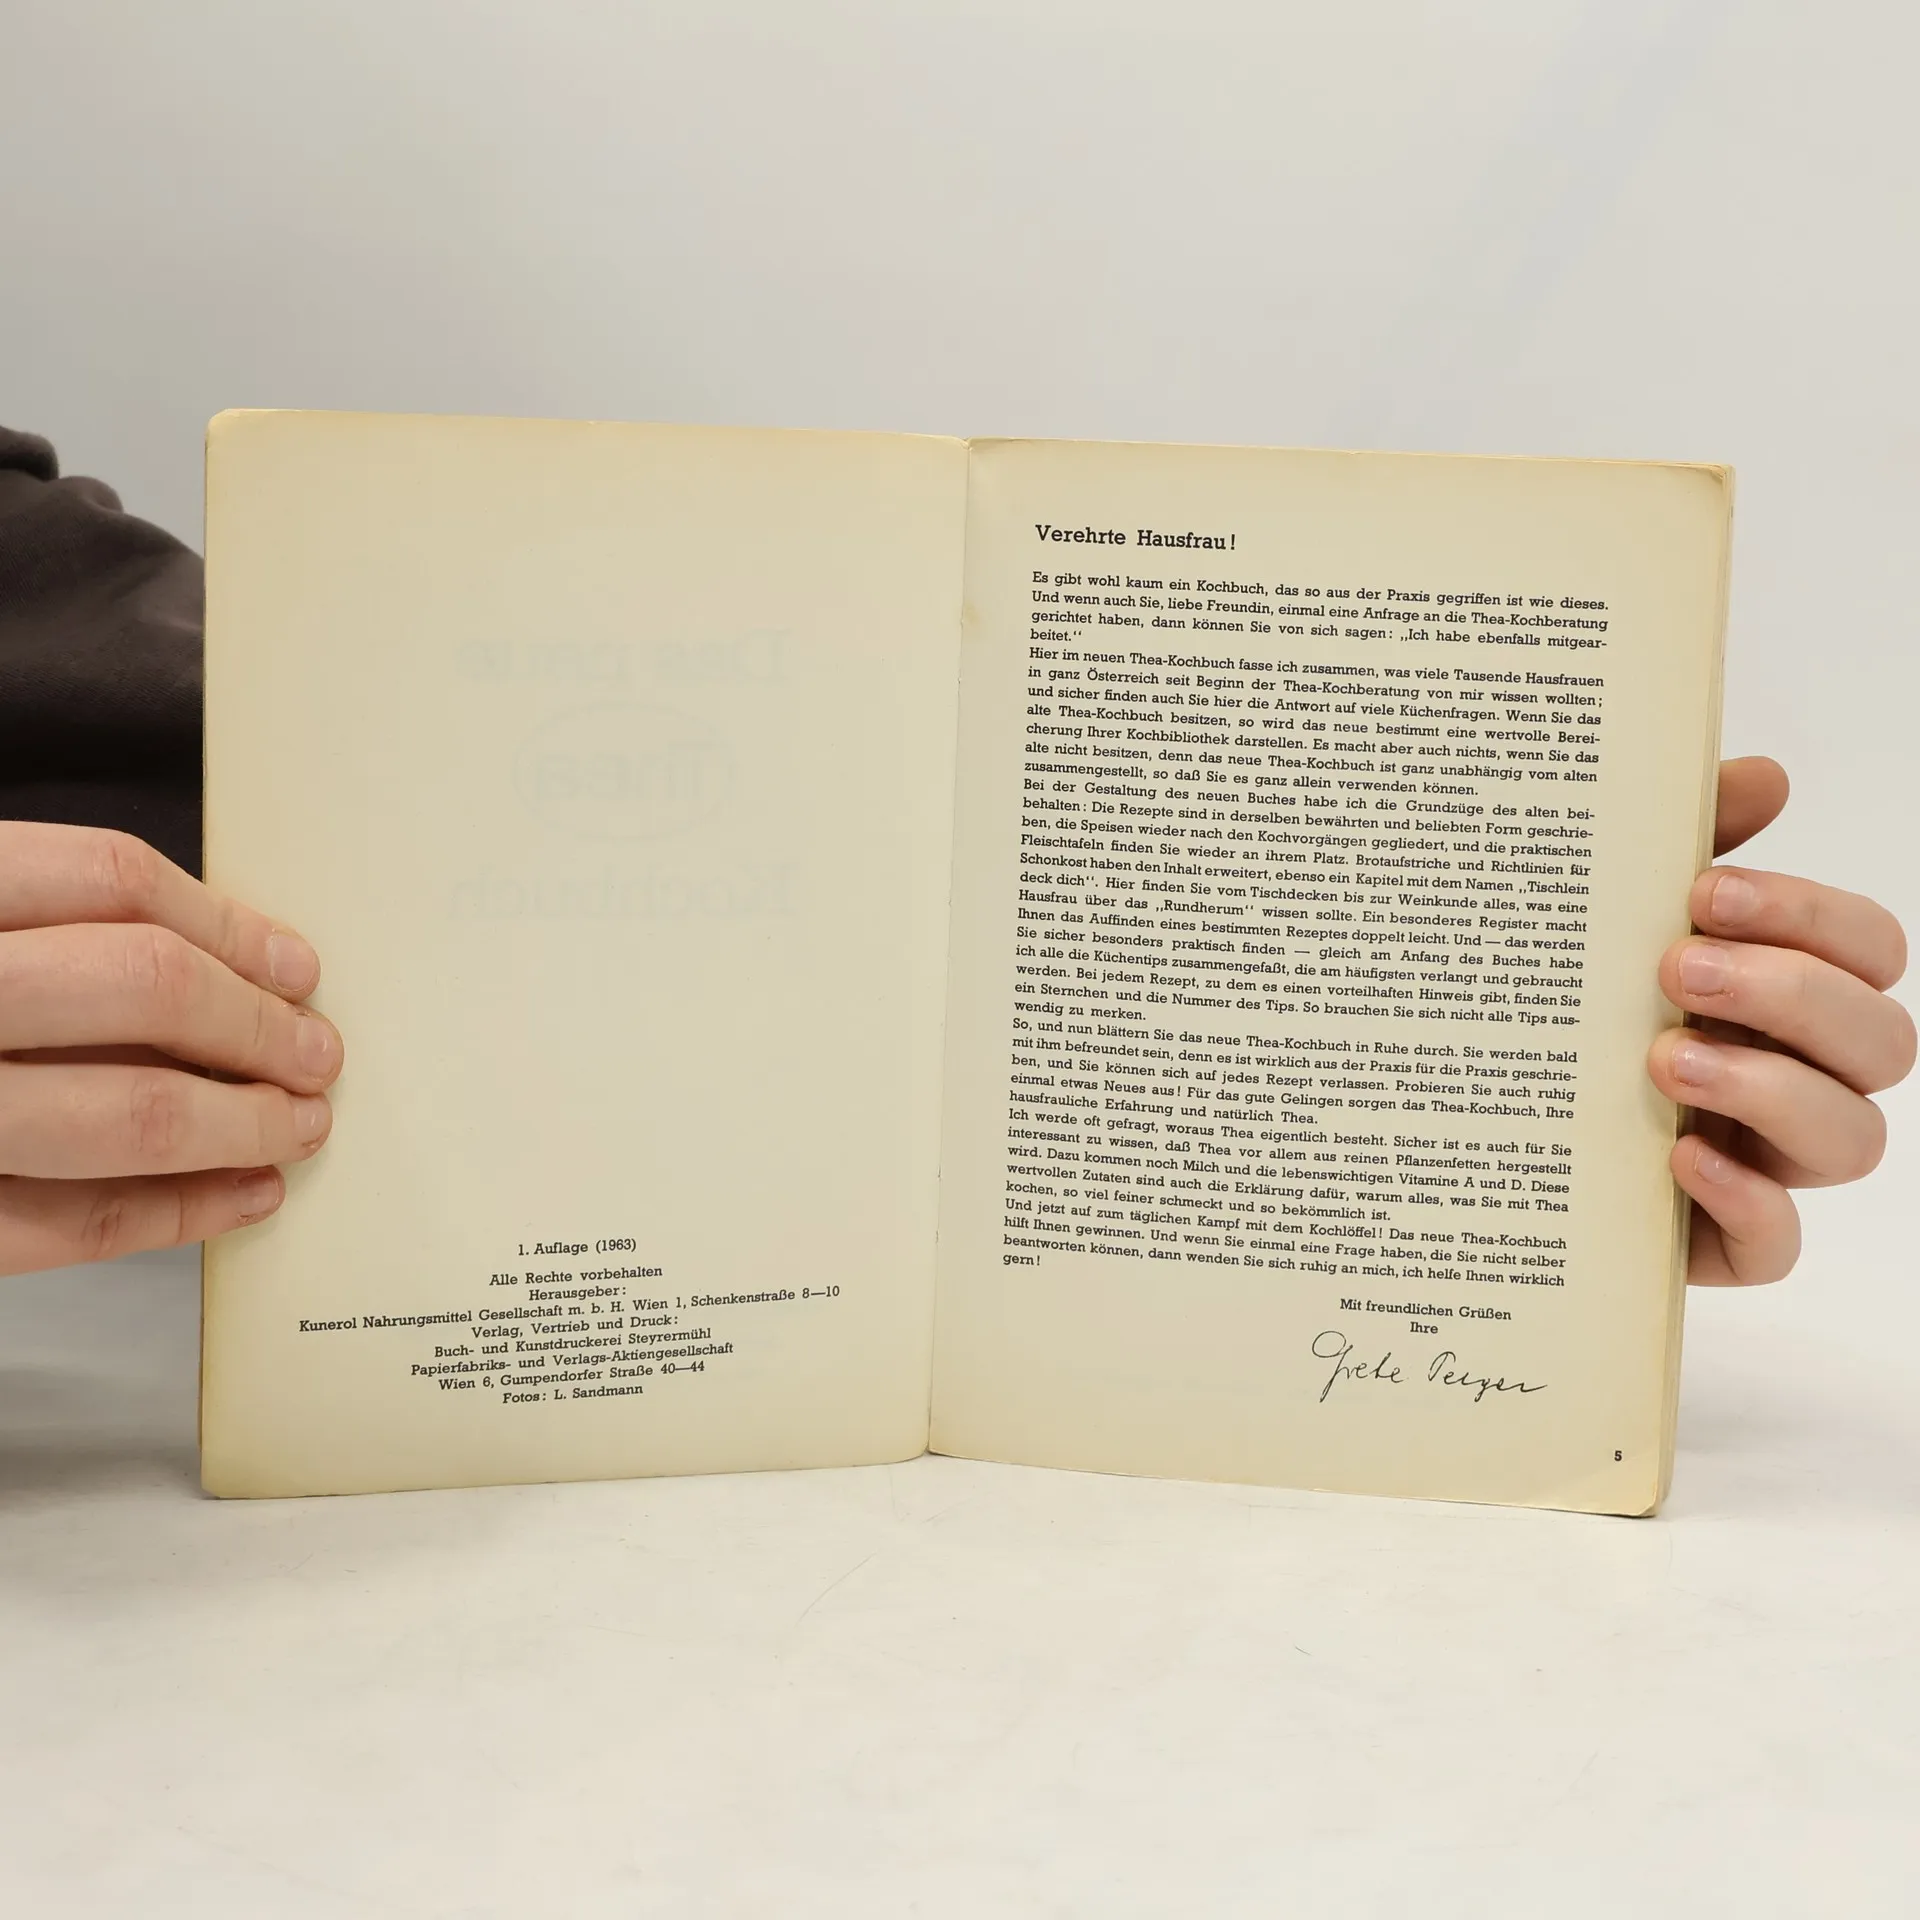 1. Auflage (1963)
Alle Rechte vorbehalten
Herausgeber:
Kunerol Nahrungsmittel Gesellschaft m. b. H. Wien 1, Schenkenstraße 8—10
Verlag, Vertrieb und Druck:
Buch- und Kunstdruckerei Steyrermühl
Papierfabriks- und Verlags-Aktiengesellschaft
Wien 6, Gumpendorfer Straße 40—44
Fotos: L. Sandmann
Verehrte Hausfrau!
Es gibt wohl kaum ein Kochbuch, das so aus der Praxis gegriffen ist wie dieses.
Und wenn auch Sie, liebe Freundin, einmal eine Anfrage an die Thea-Kochberatung
gerichtet haben, dann können Sie von sich sagen: „Ich habe ebenfalls mitgear-
beitet.‟
Hier im neuen Thea-Kochbuch fasse ich zusammen, was viele Tausende Hausfrauen
in ganz Österreich seit Beginn der Thea-Kochberatung von mir wissen wollten;
und sicher finden auch Sie hier die Antwort auf viele Küchenfragen. Wenn Sie das
alte Thea-Kochbuch besitzen, so wird das neue bestimmt eine wertvolle Berei-
cherung Ihrer Kochbibliothek darstellen. Es macht aber auch nichts, wenn Sie das
alte nicht besitzen, denn das neue Thea-Kochbuch ist ganz unabhängig vom alten
zusammengestellt, so daß Sie es ganz allein verwenden können.
Bei der Gestaltung des neuen Buches habe ich die Grundzüge des alten bei-
behalten: Die Rezepte sind in derselben bewährten und beliebten Form geschrie-
ben, die Speisen wieder nach den Kochvorgängen gegliedert, und die praktischen
Fleischtafeln finden Sie wieder an ihrem Platz. Brotaufstriche und Richtlinien für
Schonkost haben den Inhalt erweitert, ebenso ein Kapitel mit dem Namen „Tischlein
deck dich‟. Hier finden Sie vom Tischdecken bis zur Weinkunde alles, was eine
Hausfrau über das „Rundherum‟ wissen sollte. Ein besonderes Register macht
Ihnen das Auffinden eines bestimmten Rezeptes doppelt leicht. Und — das werden
Sie sicher besonders praktisch finden — gleich am Anfang des Buches habe
ich alle die Küchentips zusammengefaßt, die am häufigsten verlangt und gebraucht
werden. Bei jedem Rezept, zu dem es einen vorteilhaften Hinweis gibt, finden Sie
ein Sternchen und die Nummer des Tips. So brauchen Sie sich nicht alle Tips aus-
wendig zu merken.
So, und nun blättern Sie das neue Thea-Kochbuch in Ruhe durch. Sie werden bald
mit ihm befreundet sein, denn es ist wirklich aus der Praxis für die Praxis geschrie-
ben, und Sie können sich auf jedes Rezept verlassen. Probieren Sie auch ruhig
einmal etwas Neues aus! Für das gute Gelingen sorgen das Thea-Kochbuch, Ihre
hausfrauliche Erfahrung und natürlich Thea.
Ich werde oft gefragt, woraus Thea eigentlich besteht. Sicher ist es auch für Sie
interessant zu wissen, daß Thea vor allem aus reinen Pflanzenfetten hergestellt
wird. Dazu kommen noch Milch und die lebenswichtigen Vitamine A und D. Diese
wertvollen Zutaten sind auch die Erklärung dafür, warum alles, was Sie mit Thea
kochen, so viel feiner schmeckt und so bekömmlich ist.
Und jetzt auf zum täglichen Kampf mit dem Kochlöffel! Das neue Thea-Kochbuch
hilft Ihnen gewinnen. Und wenn Sie einmal eine Frage haben, die Sie nicht selber
beantworten können, dann wenden Sie sich ruhig an mich, ich helfe Ihnen wirklich
gern!
Mit freundlichen Grüßen
Ihre
Grete Perger
5